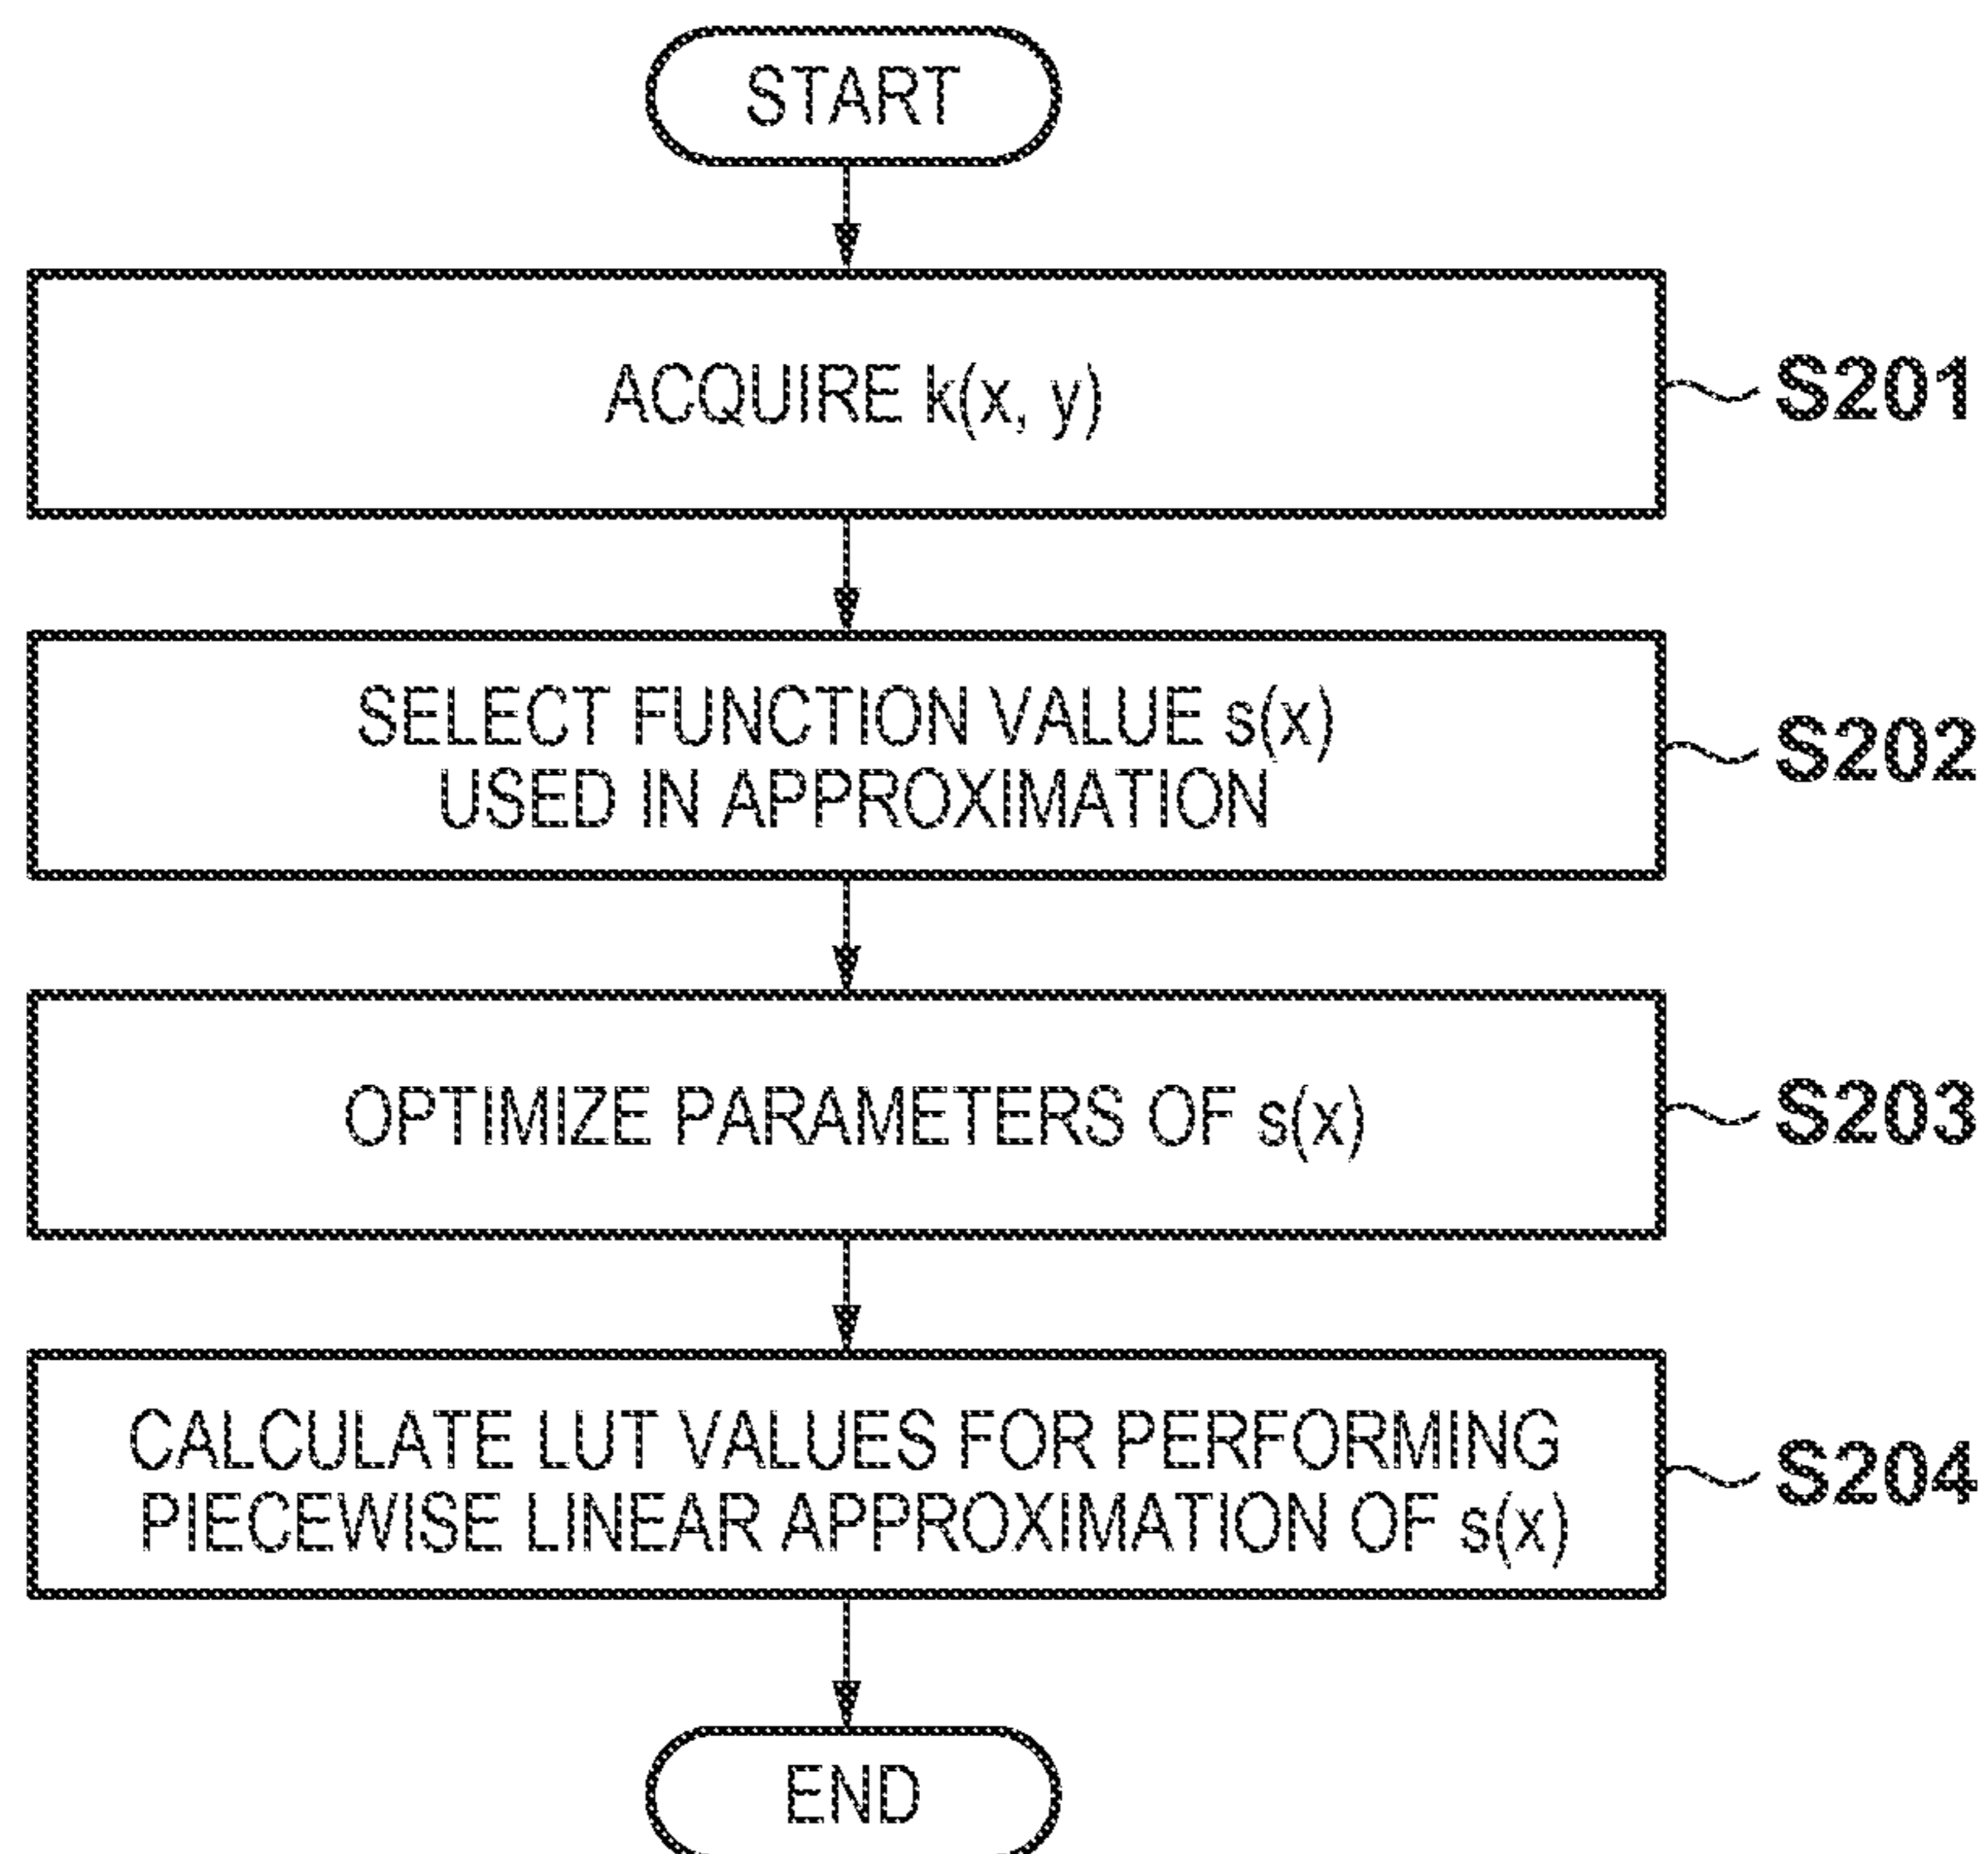 START
ACQUIRE k(x, y)
S201
SELECT FUNCTION VALUE s(x)
USED IN APPROXIMATION
S202
OPTIMIZE PARAMETERS OF s(x)
S203
CALCULATE LUT VALUES FOR PERFORMING
PIECEWISE LINEAR APPROXIMATION OF s(x)
S204
END